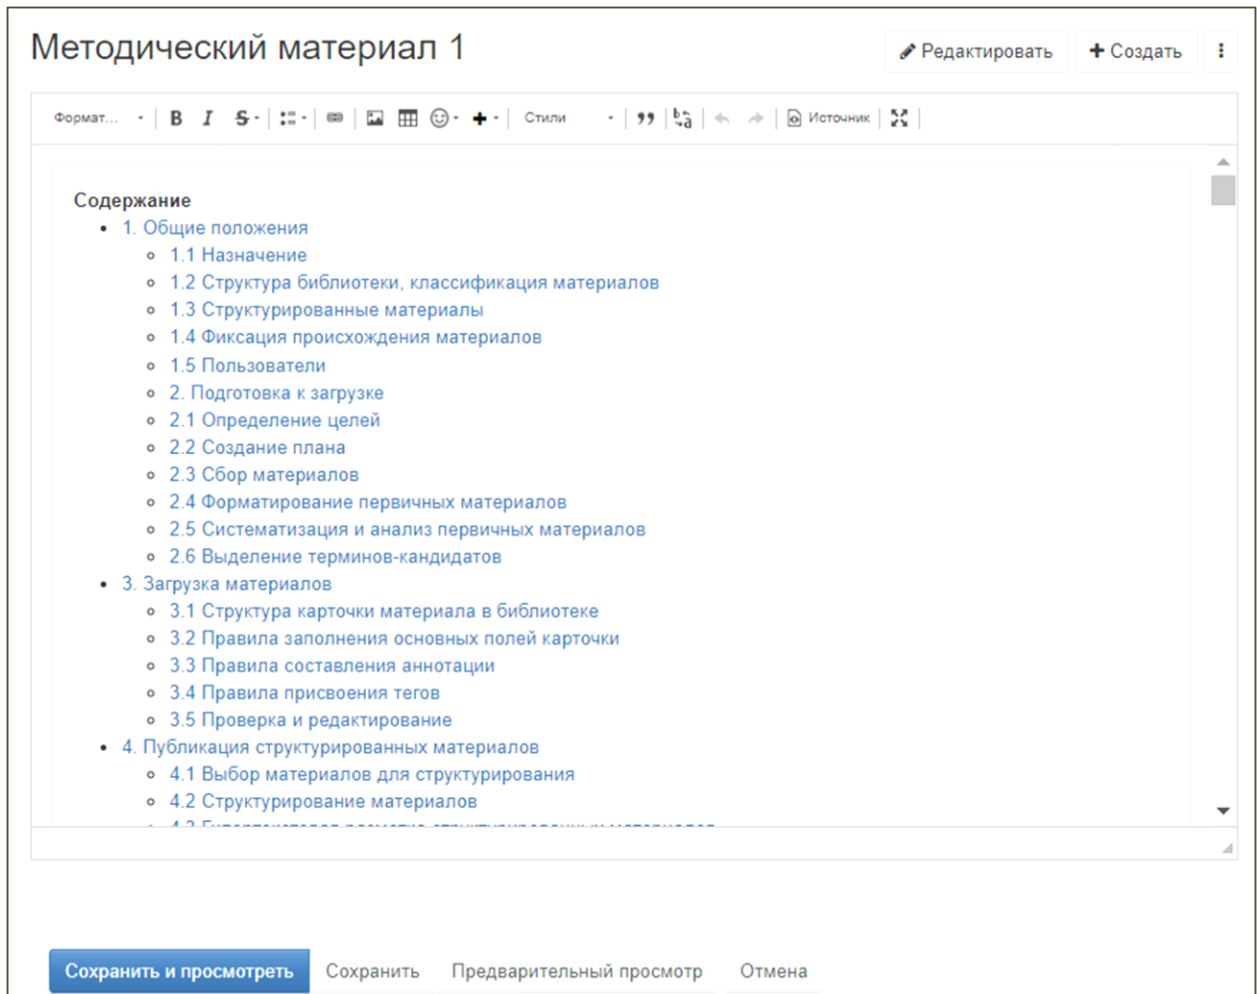 Методический материал 1
Редактировать
Создать
Формат...
B I S
Стили
Источник
Содержание
1. Общие положения
1.1 Назначение
1.2 Структура библиотеки, классификация материалов
1.3 Структурированные материалы
1.4 Фиксация происхождения материалов
1.5 Пользователи
2. Подготовка к загрузке
2.1 Определение целей
2.2 Создание плана
2.3 Сбор материалов
2.4 Форматирование первичных материалов
2.5 Систематизация и анализ первичных материалов
2.6 Выделение терминов-кандидатов
3. Загрузка материалов
3.1 Структура карточки материала в библиотеке
3.2 Правила заполнения основных полей карточки
3.3 Правила составления аннотации
3.4 Правила присвоения тегов
3.5 Проверка и редактирование
4. Публикация структурированных материалов
4.1 Выбор материалов для структурирования
4.2 Структурирование материалов
Сохранить и просмотреть
Сохранить
Предварительный просмотр
Отмена